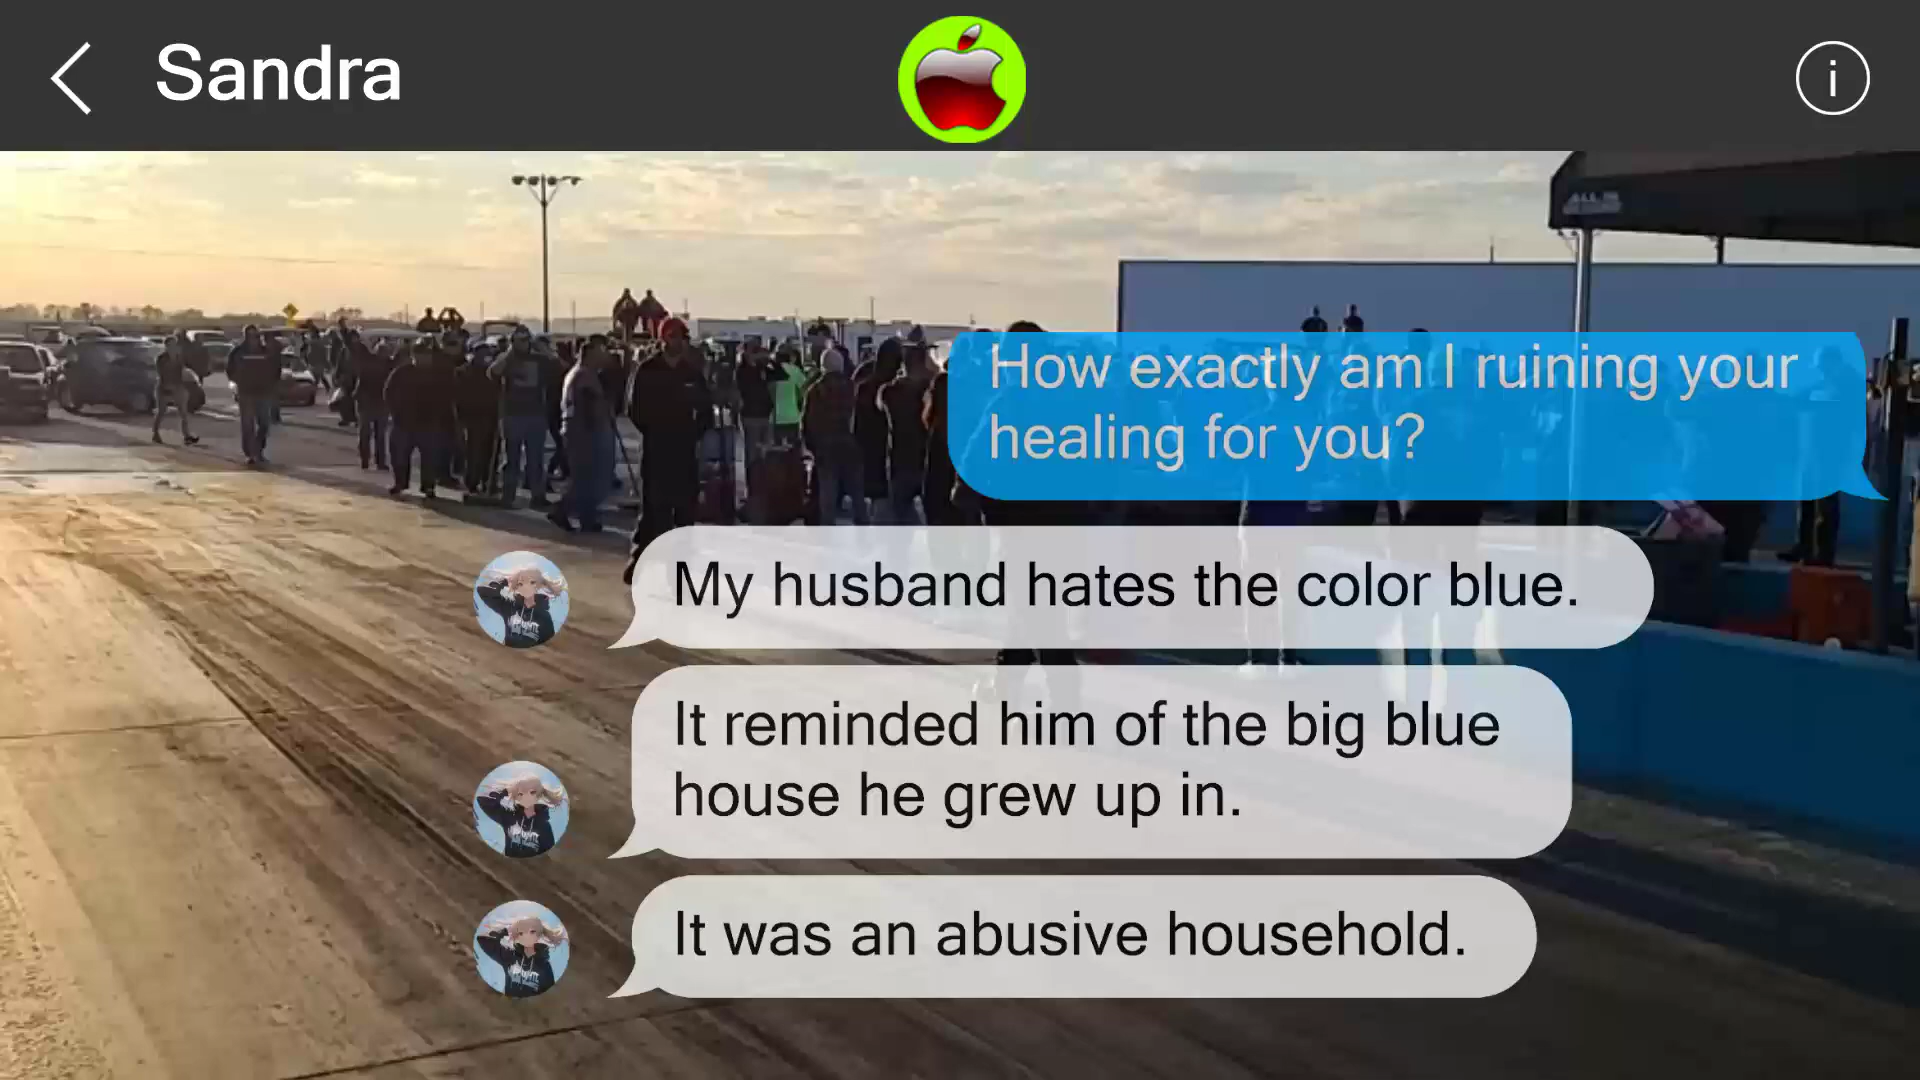 Sandra
How exactly am I ruining your
healing for you?
My husband hates the color blue.
It reminded him of the big blue
house he grew up in.
It was an abusive household.